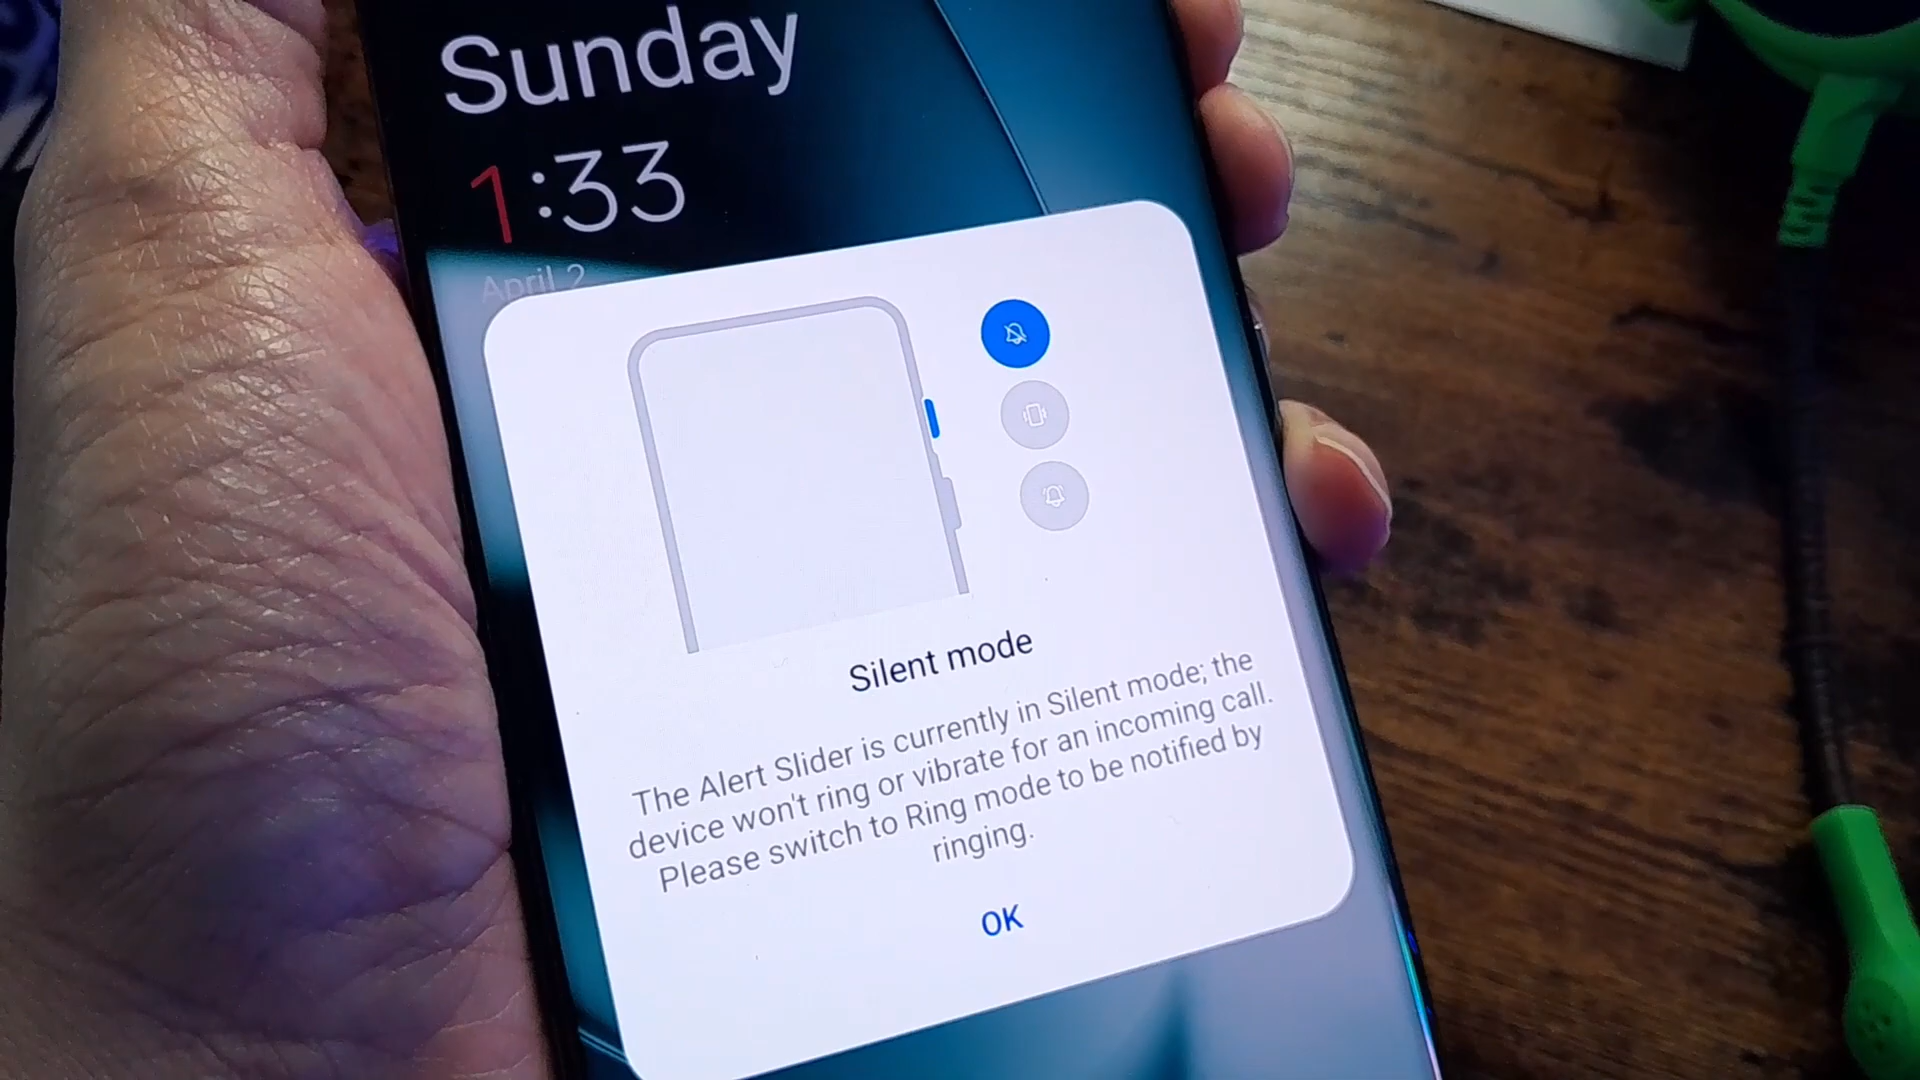 Sunday
1:33
April 2
Silent mode
The Alert Slider is currently in Silent mode; the
device won't ring or vibrate for an incoming call.
Please switch to Ring mode to be notified by
ringing.
OK